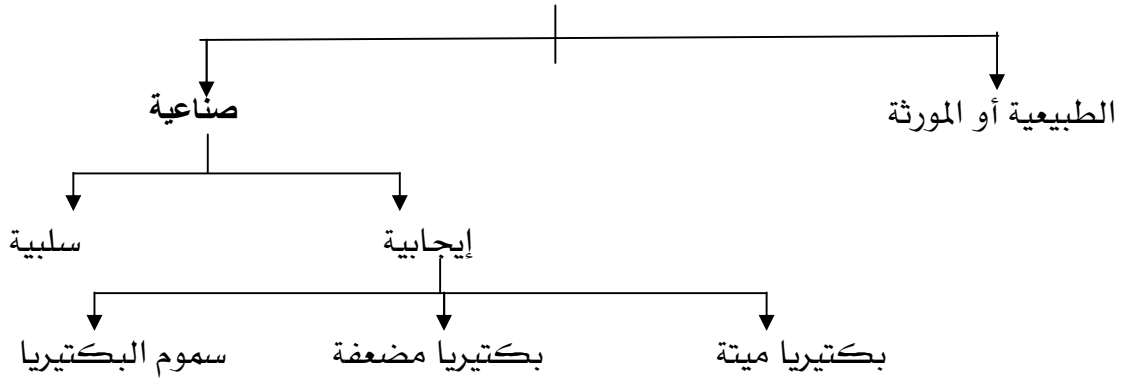 الطبيعية أو المورثة
صناعية
إيجابية
سلبية
بكتيريا ميتة
بكتيريا مضعفة
سموم البكتيريا